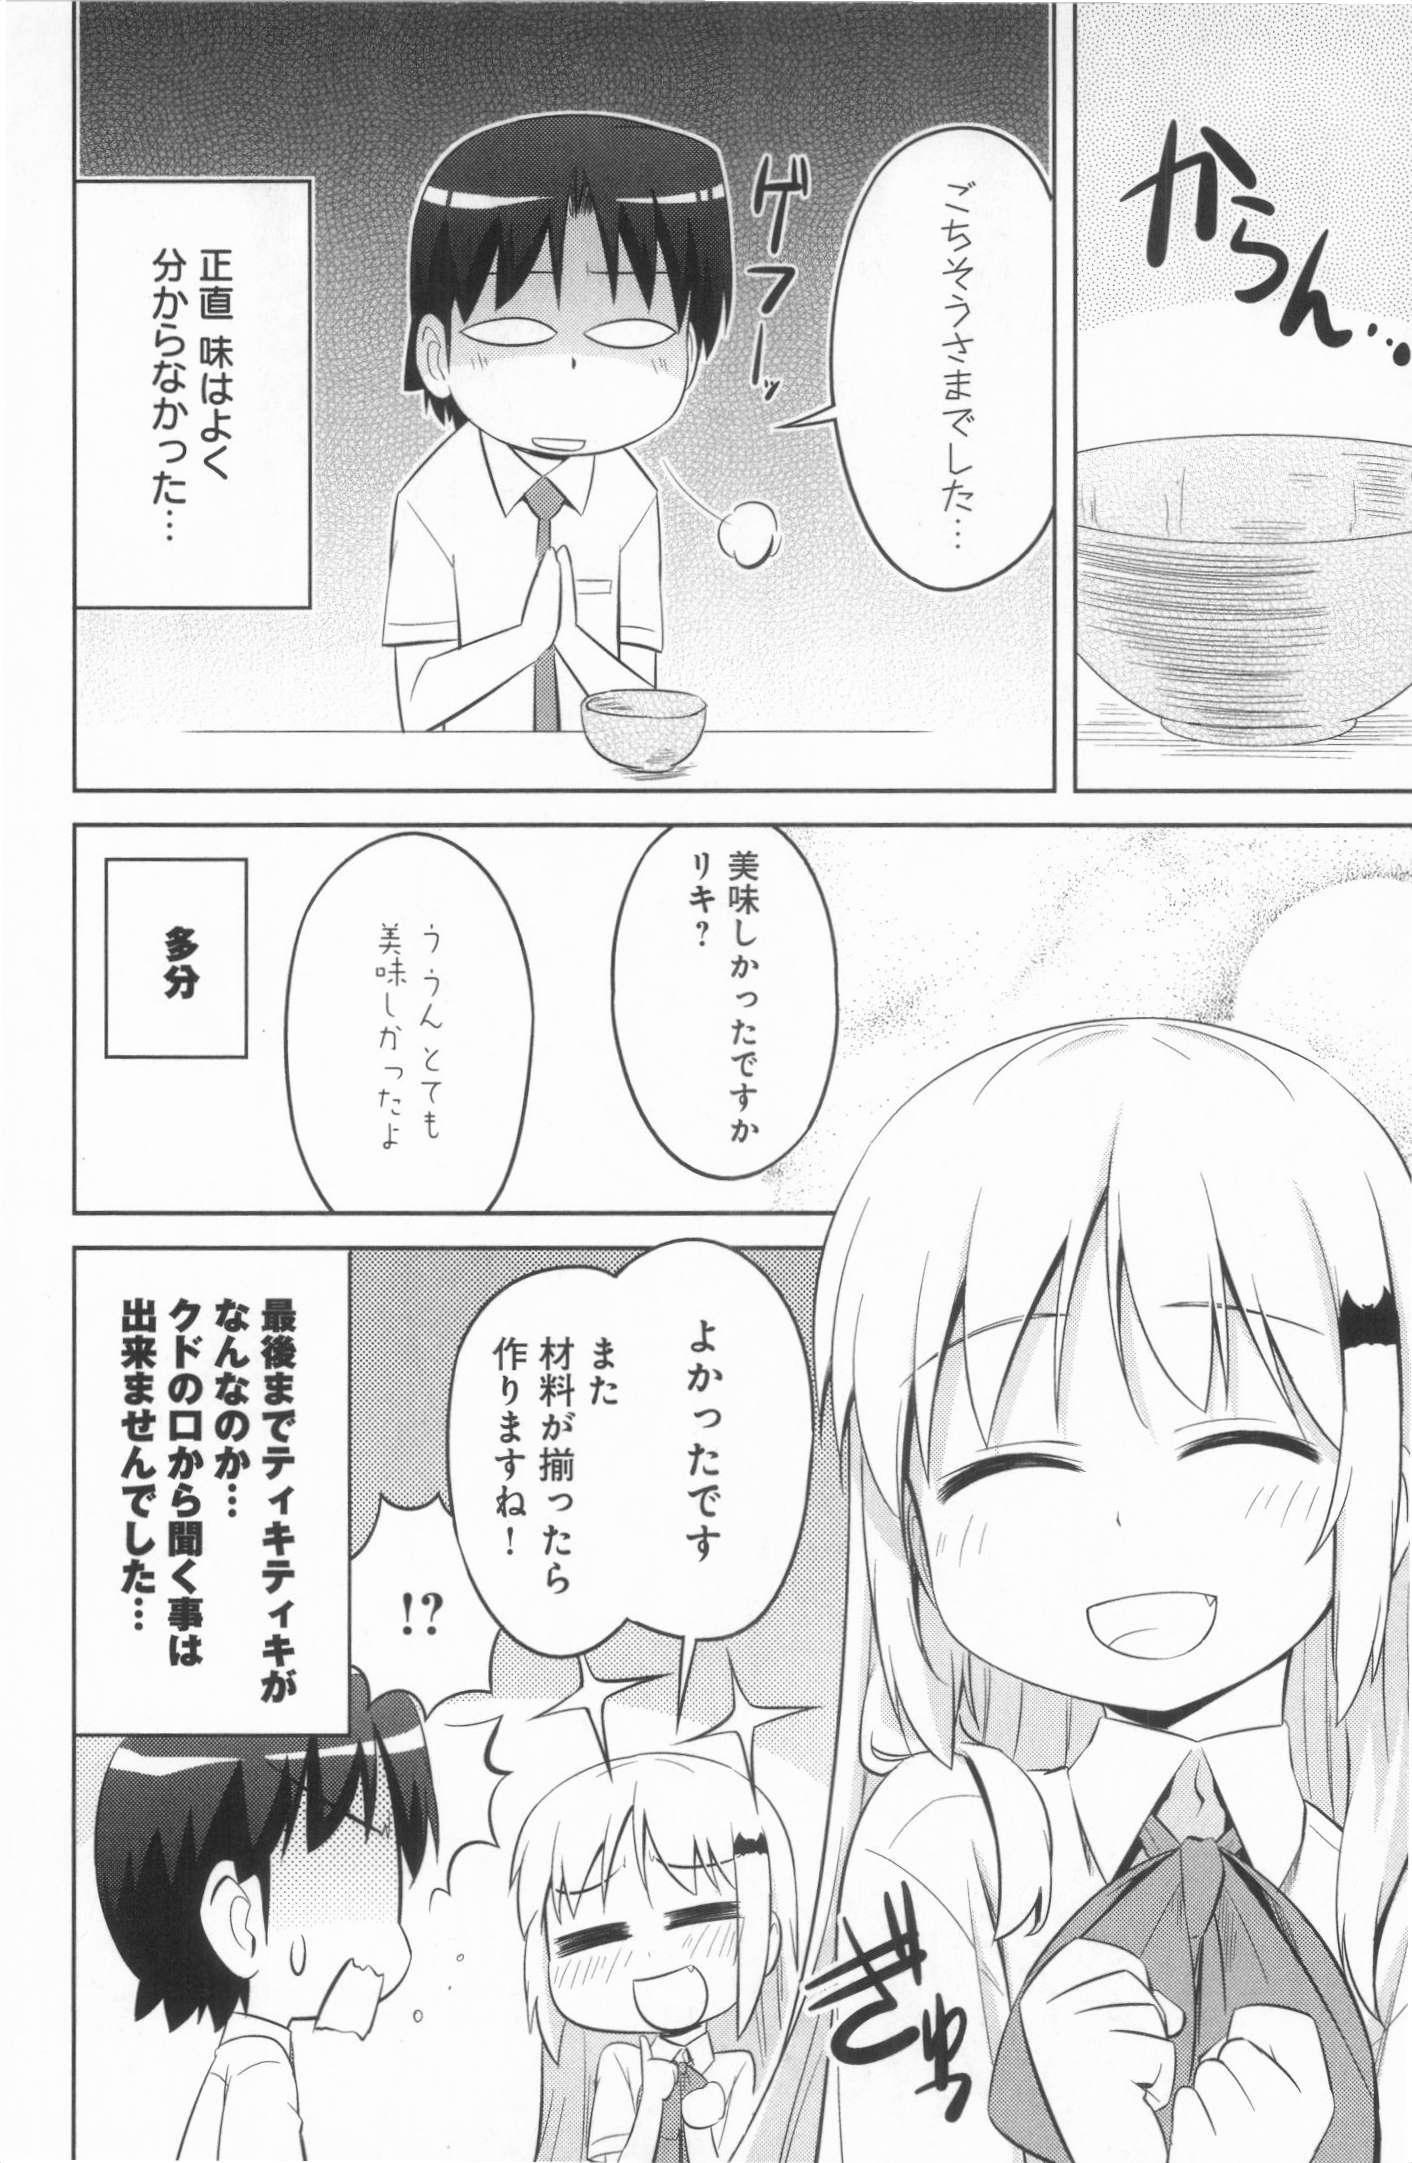 からん…
ごちそうさまでした…
ゲフーッ
正直 味はよく
分からなかった…
美味しかったですか
リキ？
ううんとても
美味しかったよ
多分
よかったです
また
材料が揃ったら
作りますね！
ぎゅっ
！？
最後までティキティキが
なんなのか…
クドの口から聞く事は
出来ませんでした…